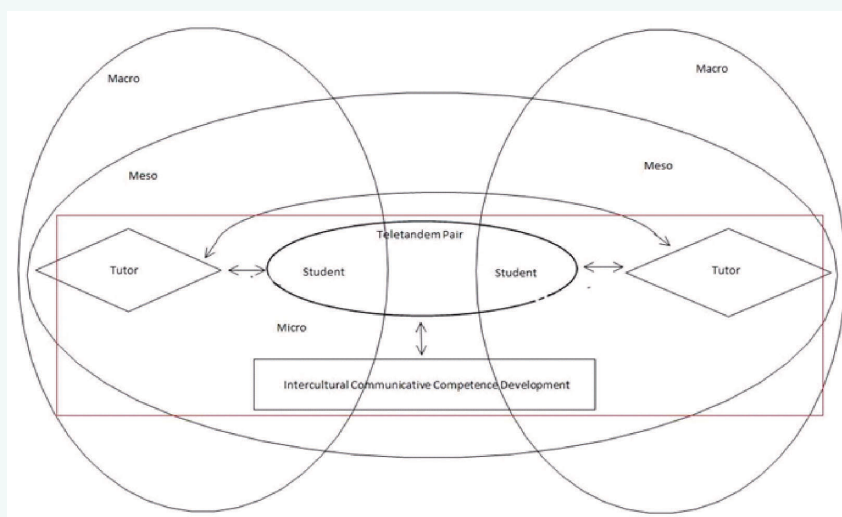 Macro
Macro
Meso
Meso
Teletandem Pair
Tutor
Student
Student
Tutor
Micro
Intercultural Communicative Competence Development